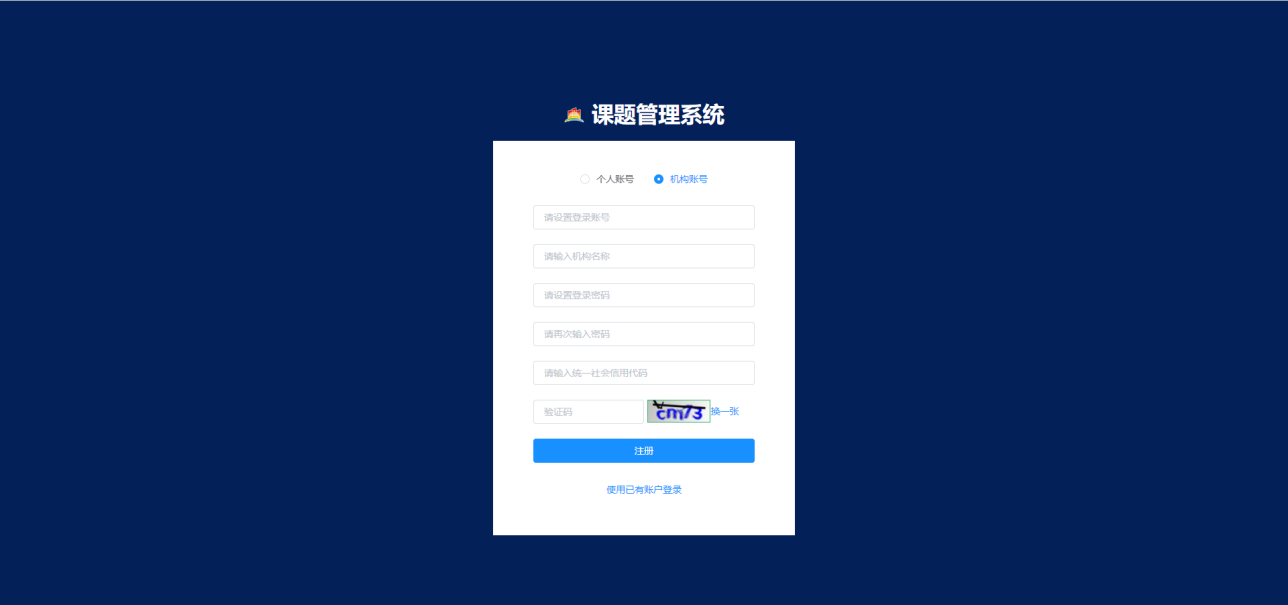 课题管理系统
个人账号 机构账号
请设置登录账号
请输入机构名称
请设置登录密码
请再次输入密码
请输入统一社会信用代码
验证码 cm73 换一张
注册
使用已有账户登录